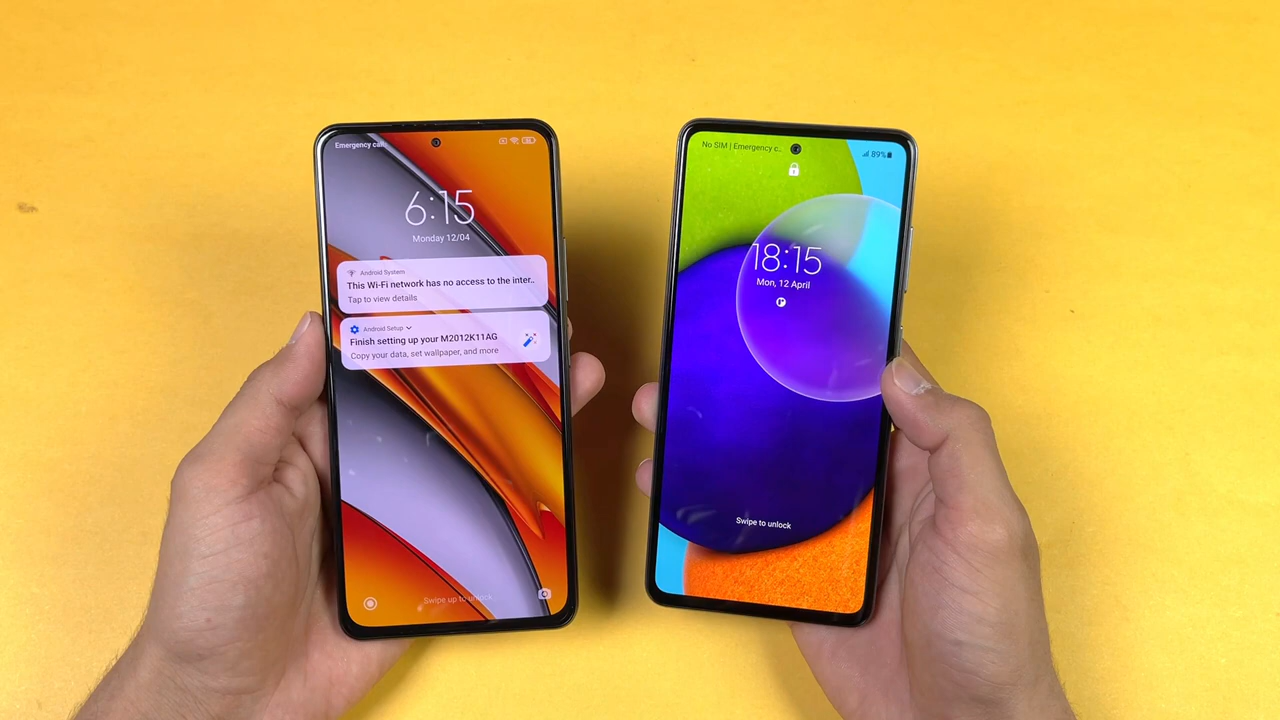 Emergency cal
6:15
Monday 12/04
Android System
This Wi-Fi network has no access to the inter..
Tap to view details
Android Setup
Finish setting up your M2012K11AG
Copy your data, set wallpaper, and more
Swipe up to unlock
No SIM | Emergency c..
89%
18:15
Mon, 12 April
Swipe to unlock